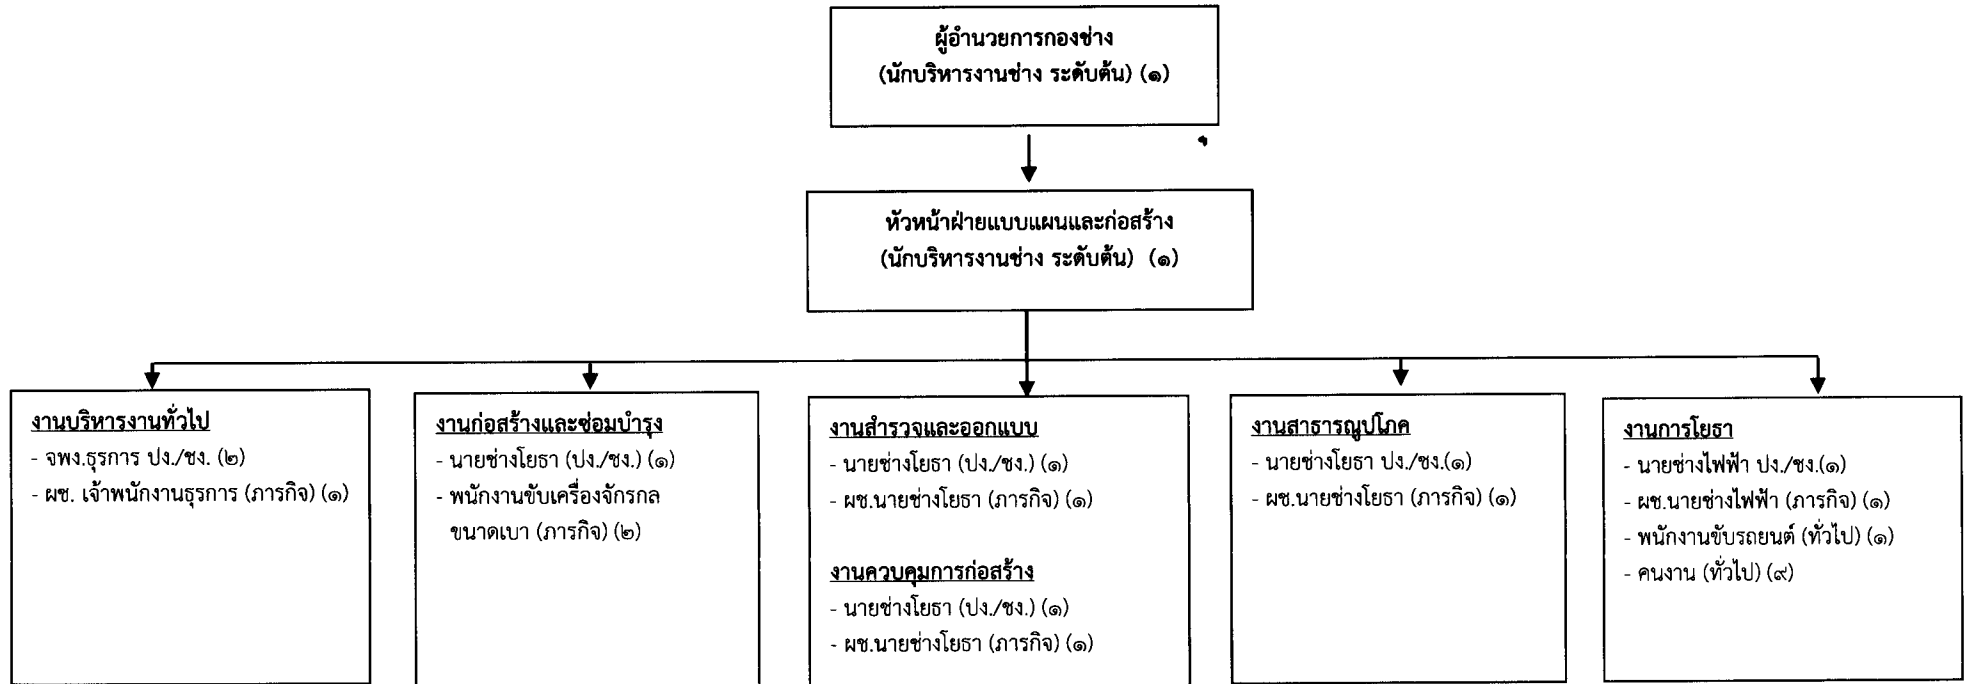 ผู้อำนวยการกองช่าง
(นักบริหารงานช่าง ระดับต้น) (๑)
หัวหน้าฝ่ายแบบแผนและก่อสร้าง
(นักบริหารงานช่าง ระดับต้น) (๑)
งานบริหารงานทั่วไป
- จพง.ธุรการ ปง./ชง. (๒)
- ผช. เจ้าพนักงานธุรการ (ภารกิจ) (๑)
งานก่อสร้างและซ่อมบำรุง
- นายช่างโยธา (ปง./ชง.) (๑)
- พนักงานขับเครื่องจักรกล
ขนาดเบา (ภารกิจ) (๒)
งานสำรวจและออกแบบ
- นายช่างโยธา (ปง./ชง.) (๑)
- ผช.นายช่างโยธา (ภารกิจ) (๑)
งานควบคุมการก่อสร้าง
- นายช่างโยธา (ปง./ชง.) (๑)
- ผช.นายช่างโยธา (ภารกิจ) (๑)
งานสาธารณูปโภค
- นายช่างโยธา ปง./ชง.(๑)
- ผช.นายช่างโยธา (ภารกิจ) (๑)
งานการโยธา
- นายช่างไฟฟ้า ปง./ชง.(๑)
- ผช.นายช่างไฟฟ้า (ภารกิจ) (๑)
- พนักงานขับรถยนต์ (ทั่วไป) (๑)
- คนงาน (ทั่วไป) (๙)